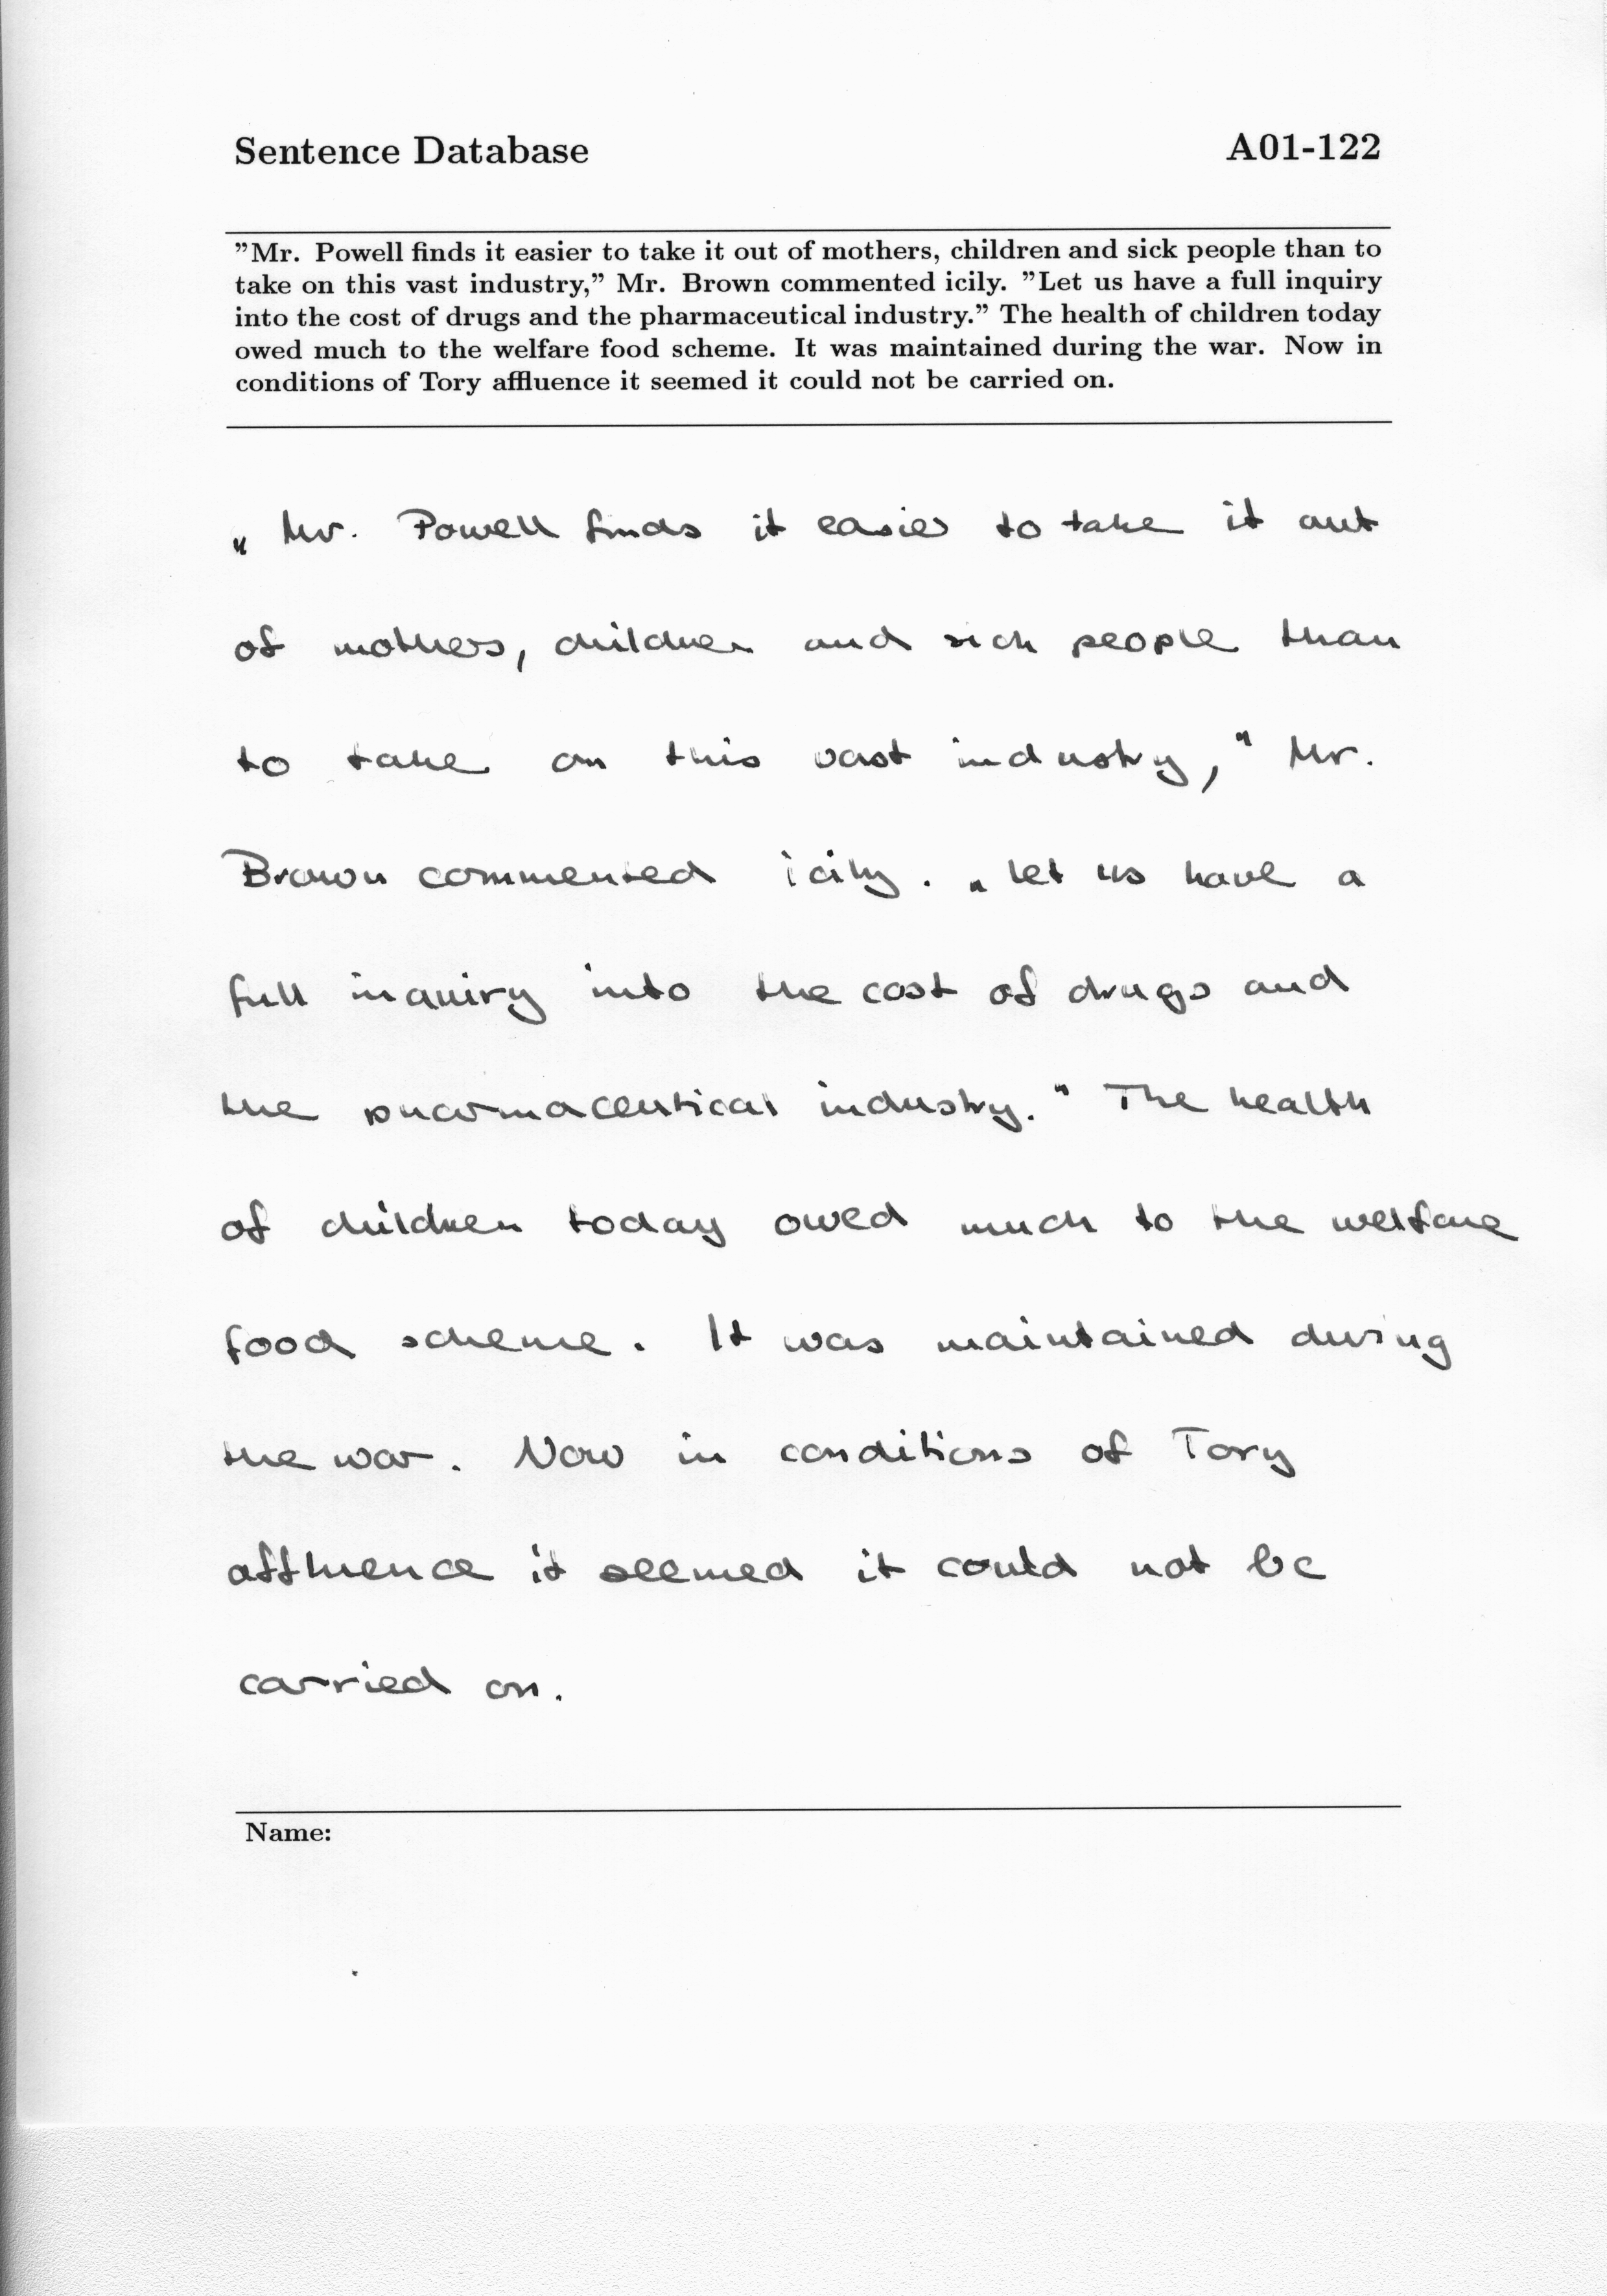 Sentence Database A01-122
”Mr. Powell finds it easier to take it out of mothers, children and sick people than to
take on this vast industry,” Mr. Brown commented icily. ”Let us have a full inquiry
into the cost of drugs and the pharmaceutical industry.” The health of children today
owed much to the welfare food scheme. It was maintained during the war. Now in
conditions of Tory affluence it seemed it could not be carried on.
„ Mr. Powell finds it easier to take it out
of mothers, children and sick people than
to take on this vast industry, " Mr.
Brown commented icily. „ Let us have a
full inquiry into the cost of drugs and
the pharmaceutical industry. " The health
of children today owed much to the welfare
food scheme. It was maintained during
the war. Now in conditions of Tory
affluence it seemed it could not be
carried on.
Name: